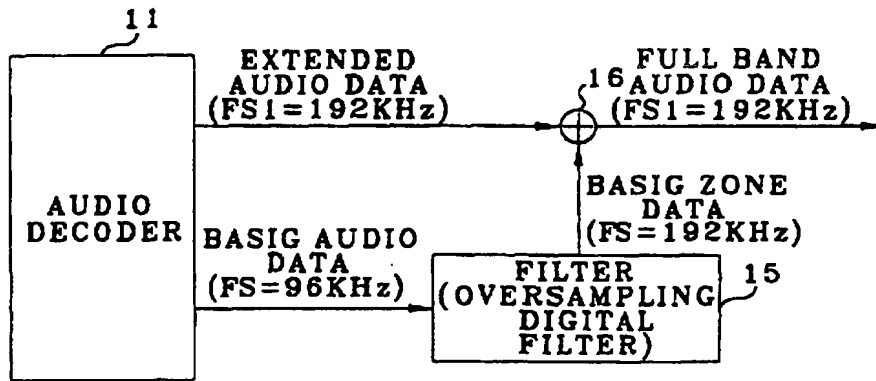 11
EXTENDED
AUDIO DATA
(FS1=192KHz)
16
FULL BAND
AUDIO DATA
(FS1=192KHz)
AUDIO
DECODER
BASIG ZONE
DATA
(FS=192KHz)
BASIG AUDIO
DATA
(FS=96KHz)
FILTER
(OVERSAMPLING
DIGITAL
FILTER)
15